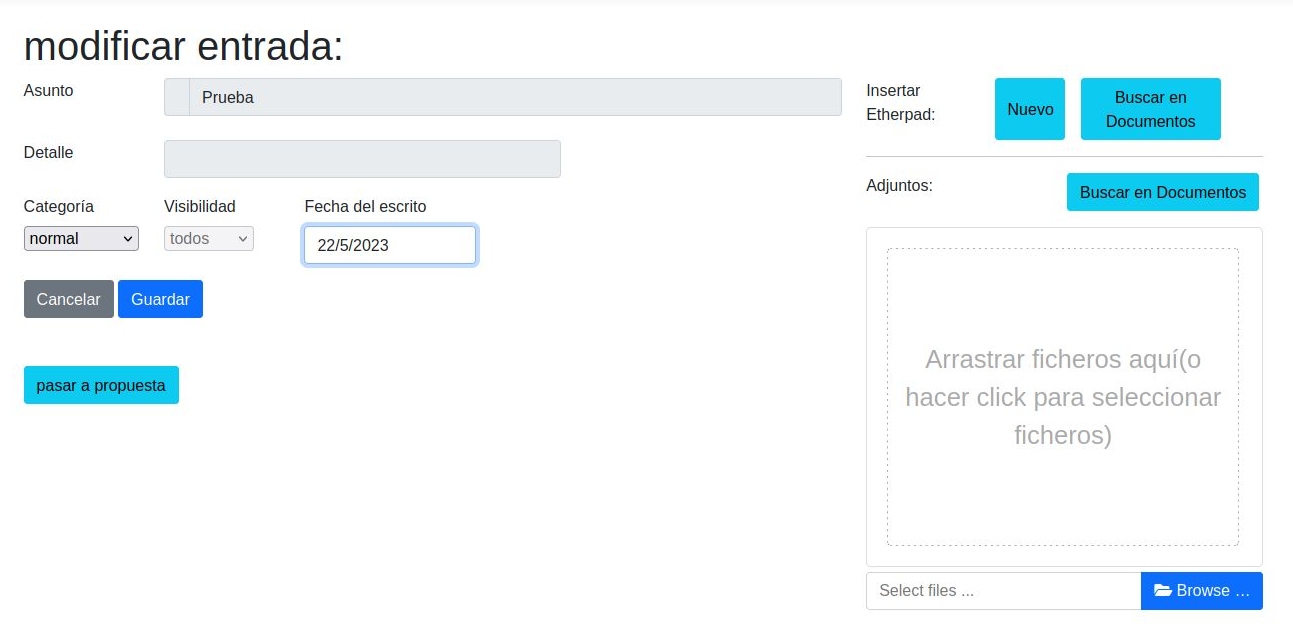 modificar entrada:
Asunto
Prueba
Detalle
Categoría
Visibilidad
Fecha del escrito
normal
todos
22/5/2023
Cancelar
Guardar
pasar a propuesta
Insertar
Etherpad:
Nuevo
Buscar en
Documentos
Adjuntos:
Buscar en Documentos
Arrastrar ficheros aquí(o
hacer click para seleccionar
ficheros)
Select files ...
Browse ...